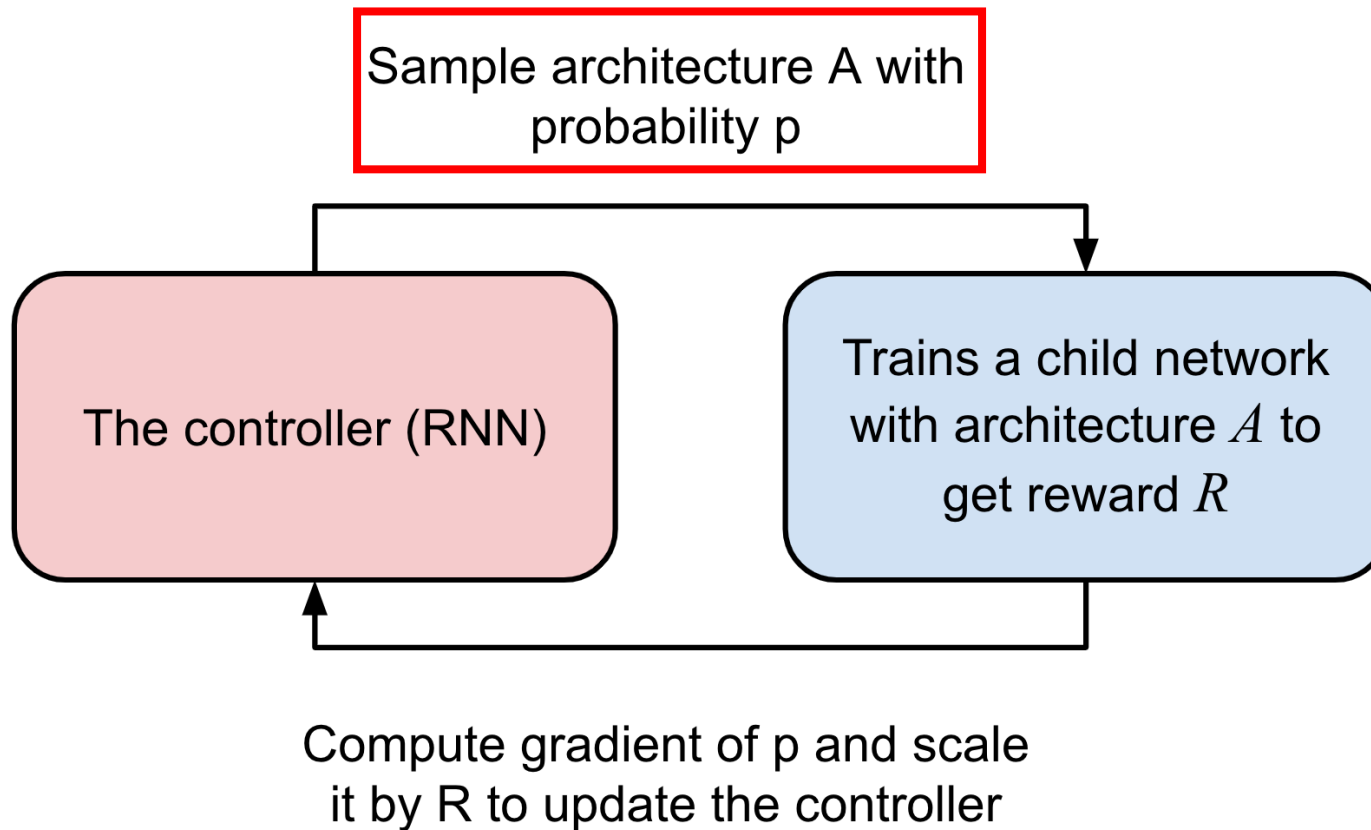 Sample architecture A with
probability p
The controller (RNN)
Trains a child network
with architecture A to
get reward R
Compute gradient of p and scale
it by R to update the controller